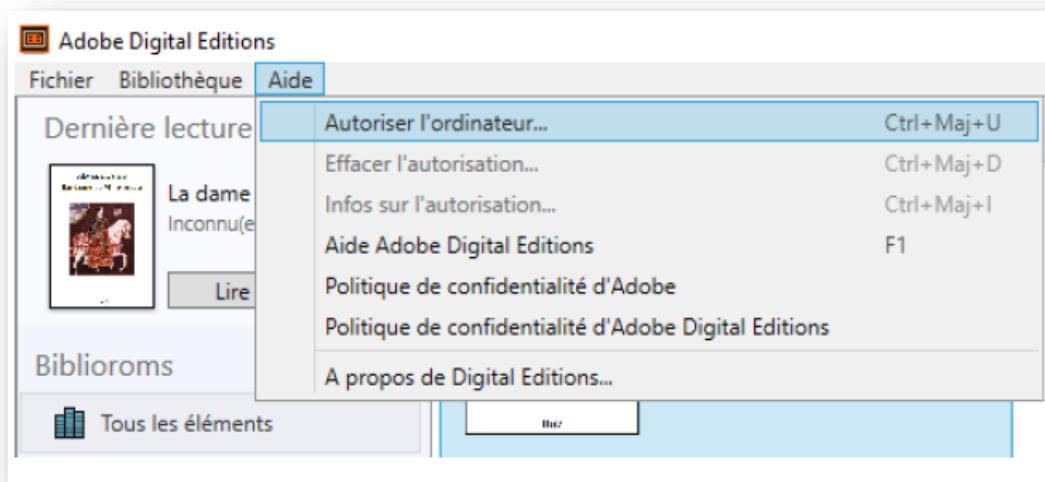 Adobe Digital Editions
Fichier Bibliothèque Aide
Dernière lecture
Autoriser l'ordinateur... Ctrl+Maj+U
Effacer l'autorisation... Ctrl+Maj+D
La dame
Infos sur l'autorisation... Ctrl+Maj+I
Inconnu(e
Aide Adobe Digital Editions F1
Lire
Politique de confidentialité d'Adobe
Politique de confidentialité d'Adobe Digital Editions
Biblioroms
A propos de Digital Editions...
Tous les éléments